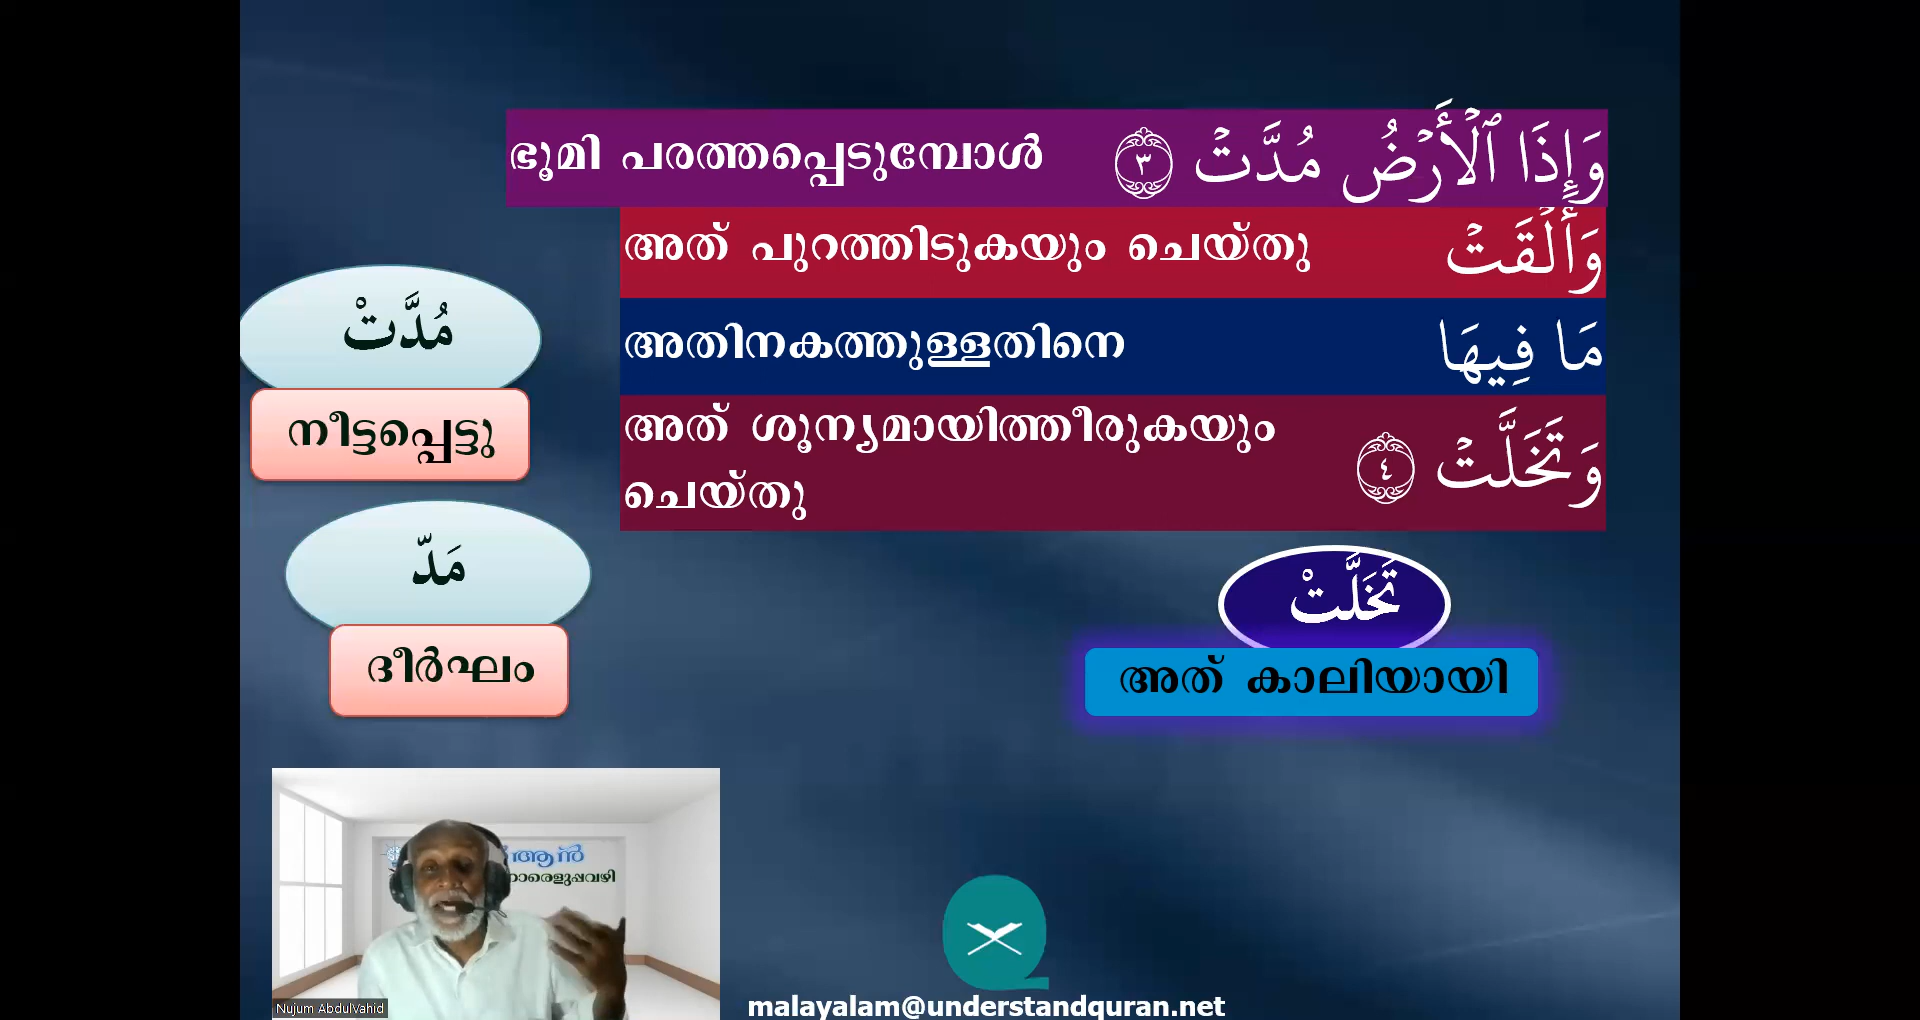 ഭൂമി പരത്തപ്പെടുമ്പോൾ وَإِذَا ٱلْأَرْضُ مُدَّتْ ٣
അത് പുറത്തിടുകയും ചെയ്തു وَأَلْقَتْ
അതിനകത്തുള്ളതിനെ مَا فِيهَا
അത് ശൂന്യമായിത്തീരുകയും
ചെയ്തു وَتَخَلَّتْ ٤
مُدَّتْ
നീട്ടപ്പെട്ടു
مَدّ
ദീർഘം
تَخَلَّتْ
അത് കാലിയായി
ആൻ
Nujum AbdulVahid
malayalam@understandquran.net